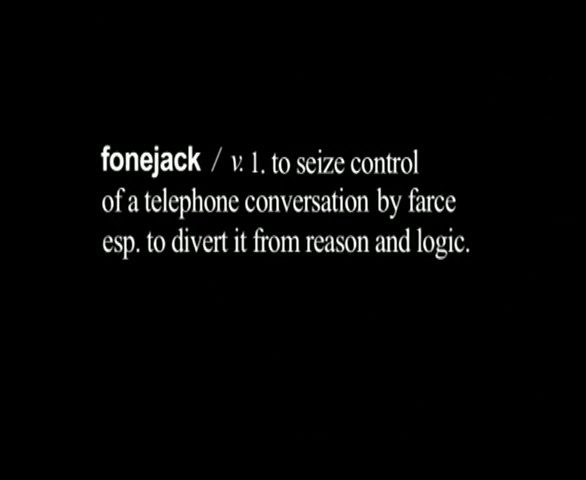 fonejack / v. 1. to seize control
of a telephone conversation by farce
esp. to divert it from reason and logic.